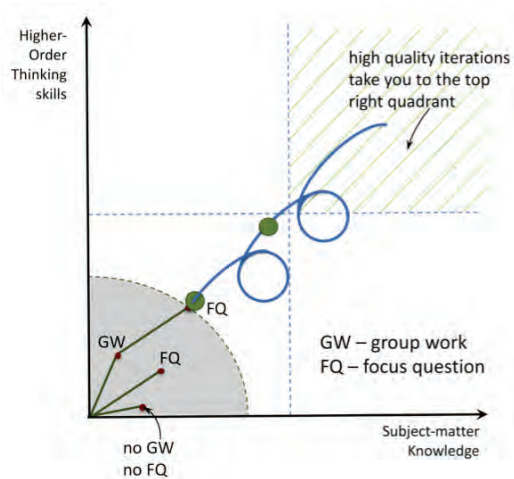 Higher-
Order
Thinking
skills
high quality iterations
take you to the top
right quadrant
FQ
GW
FQ
GW – group work
FQ – focus question
no GW
no FQ
Subject-matter
Knowledge